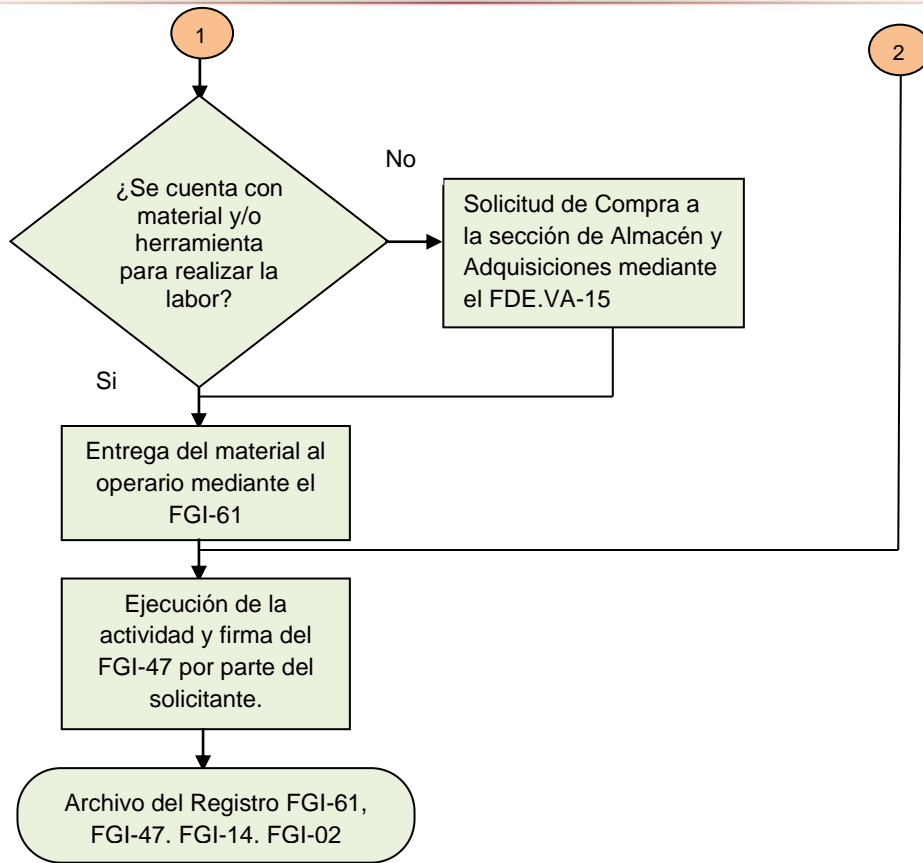 1
2
¿Se cuenta con
material y/o
herramienta
para realizar la
labor?
No
Solicitud de Compra a
la sección de Almacén y
Adquisiciones mediante
el FDE.VA-15
Si
Entrega del material al
operario mediante el
FGI-61
Ejecución de la
actividad y firma del
FGI-47 por parte del
solicitante.
Archivo del Registro FGI-61,
FGI-47. FGI-14. FGI-02